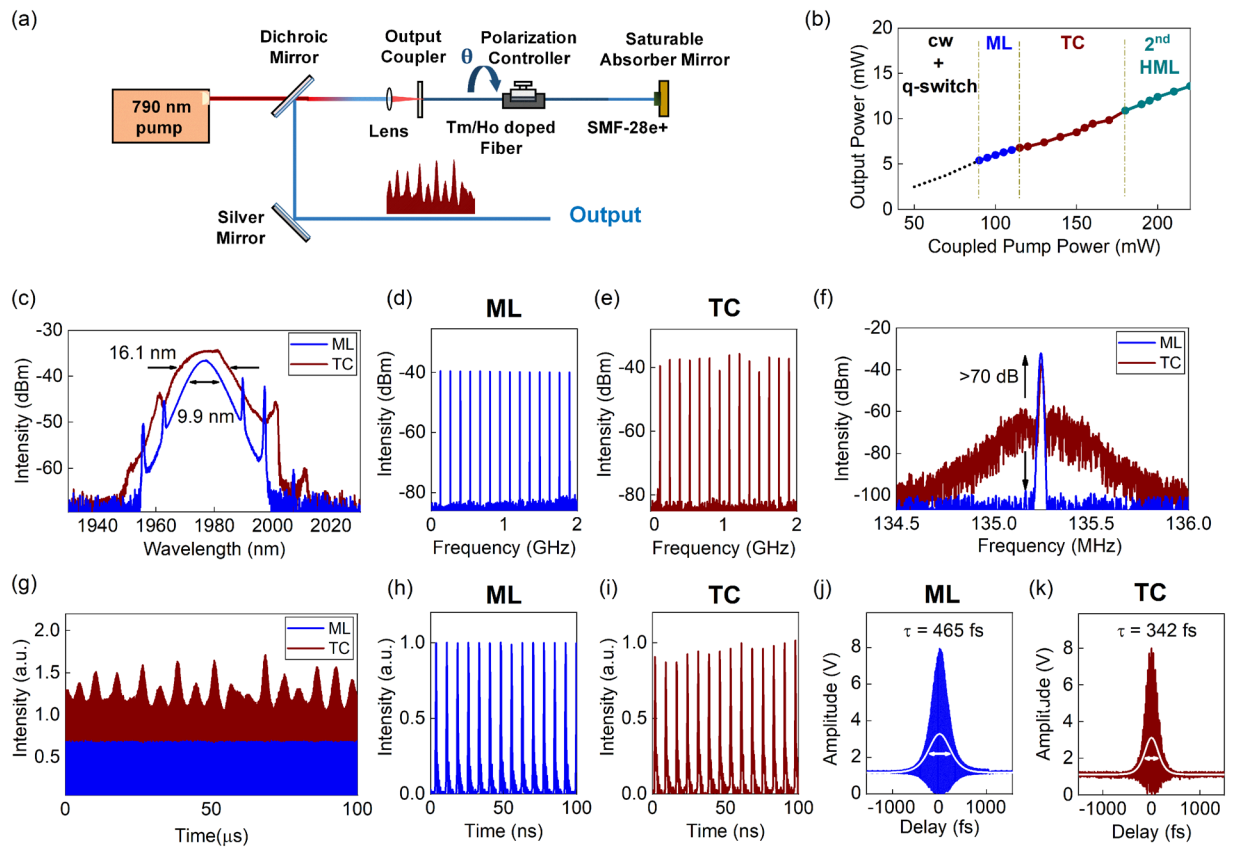 (a)
Dichroic
Mirror
Output
Coupler
Polarization
Controller
Saturable
Absorber Mirror
θ
790 nm
pump
Lens
Tm/Ho doped
Fiber
SMF-28e+
Silver
Mirror
Output
(b)
cw
+
q-switch
ML
TC
2nd
HML
Output Power (mW)
20
15
10
5
0
50 100 150 200
Coupled Pump Power (mW)
(c)
Intensity (dBm)
-30
-40
-50
-60
16.1 nm
9.9 nm
ML
TC
1940 1960 1980 2000 2020
Wavelength (nm)
(d)
ML
Intensity (dBm)
-40
-60
-80
0 1 2
Frequency (GHz)
(e)
TC
Intensity (dBm)
-40
-60
-80
0 1 2
Frequency (GHz)
(f)
Intensity (dBm)
-20
-40
-60
-80
-100
>70 dB
ML
TC
134.5 135.0 135.5 136.0
Frequency (MHz)
(g)
Intensity (a.u.)
2.0
1.5
1.0
0.5
ML
TC
0 50 100
Time(μs)
(h)
ML
Intensity (a.u.)
1.0
0.5
0.0
0 50 100
Time (ns)
(i)
TC
Intensity (a.u.)
1.0
0.5
0.0
0 50 100
Time (ns)
(j)
ML
τ = 465 fs
Amplitude (V)
8
6
4
2
0
-1000 0 1000
Delay (fs)
(k)
TC
τ = 342 fs
Amplitude (V)
8
6
4
2
0
-1000 0 1000
Delay (fs)